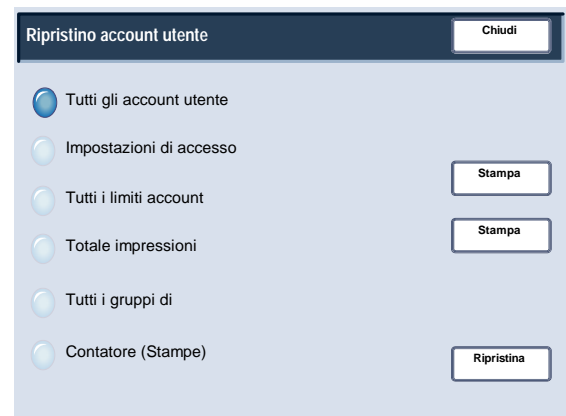 Ripristino account utente
Chiudi
Tutti gli account utente
Impostazioni di accesso
Stampa
Tutti i limiti account
Stampa
Totale impressioni
Tutti i gruppi di
Contatore (Stampe)
Ripristina